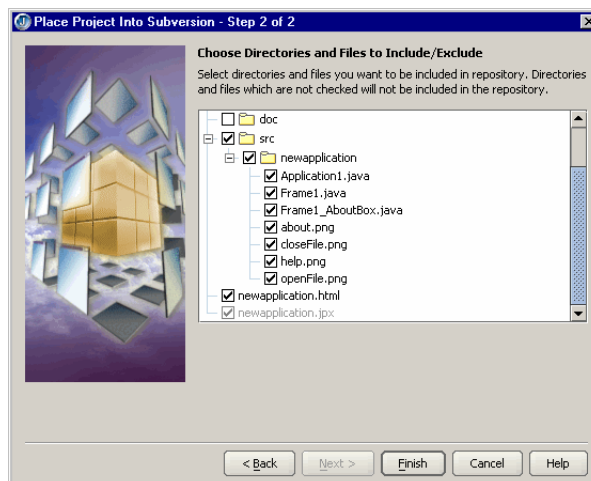 Place Project Into Subversion - Step 2 of 2
Choose Directories and Files to Include/Exclude
Select directories and files you want to be included in repository. Directories
and files which are not checked will not be included in the repository.
doc
src
newapplication
Application1.java
Frame1.java
Frame1_AboutBox.java
about.png
closeFile.png
help.png
openFile.png
newapplication.html
newapplication.jpx
< Back
Next >
Finish
Cancel
Help